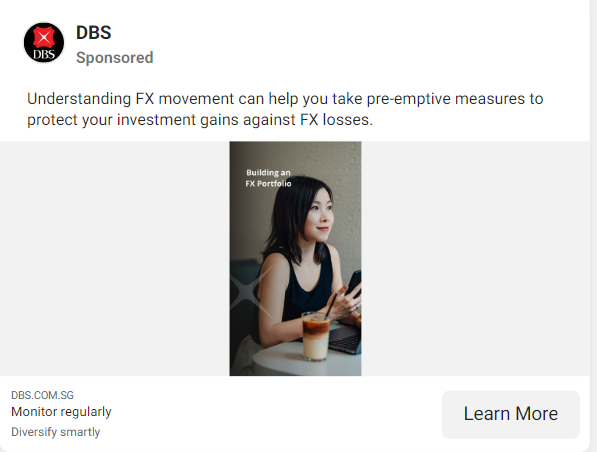 DBS
DBS
Sponsored
Understanding FX movement can help you take pre-emptive measures to
protect your investment gains against FX losses.
Building an
FX Portfolio
DBS.COM.SG
Monitor regularly
Diversify smartly
Learn More